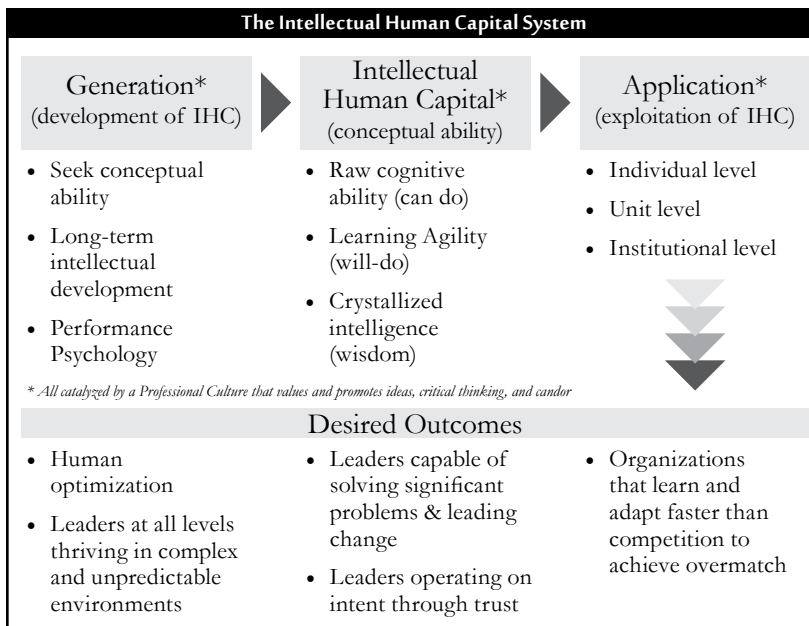 The Intellectual Human Capital System
Generation*
(development of IHC)
• Seek conceptual
ability
• Long-term
intellectual
development
• Performance
Psychology
Intellectual
Human Capital*
(conceptual ability)
• Raw cognitive
ability (can do)
• Learning Agility
(will-do)
• Crystallized
intelligence
(wisdom)
Application*
(exploitation of IHC)
• Individual level
• Unit level
• Institutional level
* All catalyzed by a Professional Culture that values and promotes ideas, critical thinking, and candor
Desired Outcomes
• Human
optimization
• Leaders at all levels
thriving in complex
and unpredictable
environments
• Leaders capable of
solving significant
problems & leading
change
• Leaders operating on
intent through trust
• Organizations
that learn and
adapt faster than
competition to
achieve overmatch